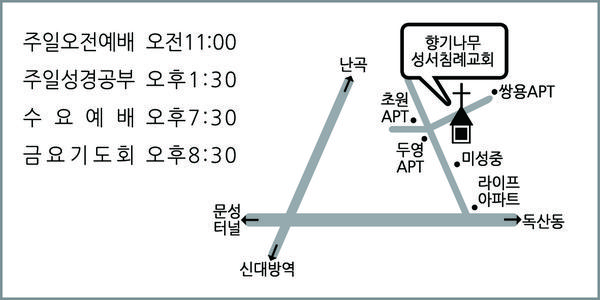 주일오전예배 오전11:00
주일성경공부 오후1:30
수요예배 오후7:30
금요기도회 오후8:30
향기나무
성서침례교회
난곡
쌍용APT
초원
APT
두영
APT
미성중
라이프
아파트
문성
터널
독산동
신대방역